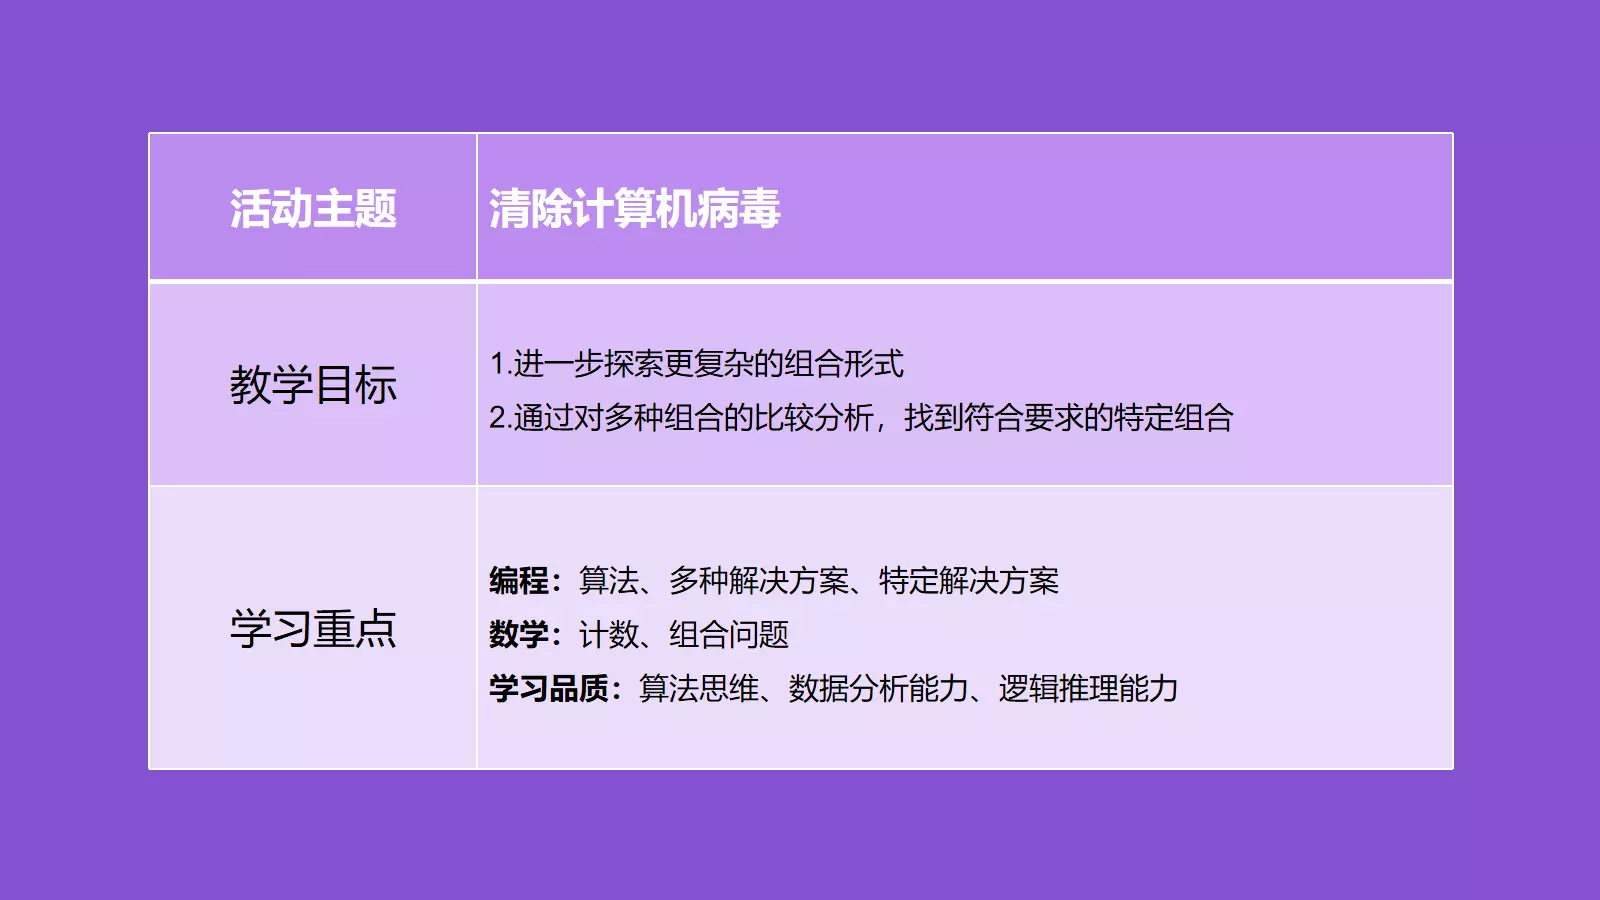 活动主题
清除计算机病毒
教学目标
1.进一步探索更复杂的组合形式
2.通过对多种组合的比较分析，找到符合要求的特定组合
学习重点
编程：算法、多种解决方案、特定解决方案
数学：计数、组合问题
学习品质：算法思维、数据分析能力、逻辑推理能力